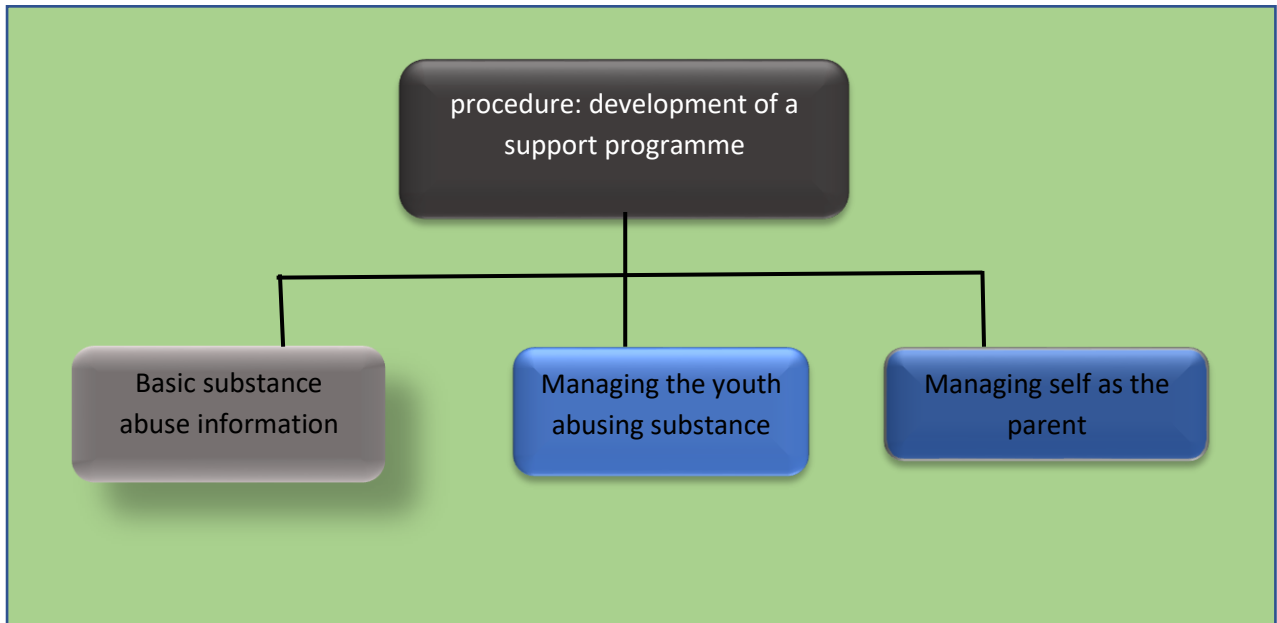 procedure: development of a
support programme
Basic substance
abuse information
Managing the youth
abusing substance
Managing self as the
parent